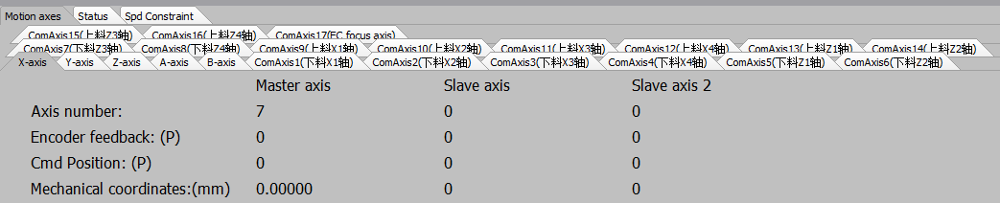 Motion axes Status Spd Constraint
ComAxis15(上料Z3轴) ComAxis16(上料Z4轴) ComAxis17(EC focus axis)
ComAxis7(下料Z3轴) ComAxis8(下料Z4轴) ComAxis9(上料X1轴) ComAxis10(上料X2轴) ComAxis11(上料X3轴) ComAxis12(上料X4轴) ComAxis13(上料Z1轴) ComAxis14(上料Z2轴)
X-axis Y-axis Z-axis A-axis B-axis ComAxis1(下料X1轴) ComAxis2(下料X2轴) ComAxis3(下料X3轴) ComAxis4(下料X4轴) ComAxis5(下料Z1轴) ComAxis6(下料Z2轴)
Master axis Slave axis Slave axis 2
Axis number: 7 0 0
Encoder feedback: (P) 0 0 0
Cmd Position: (P) 0 0 0
Mechanical coordinates:(mm) 0.00000 0 0